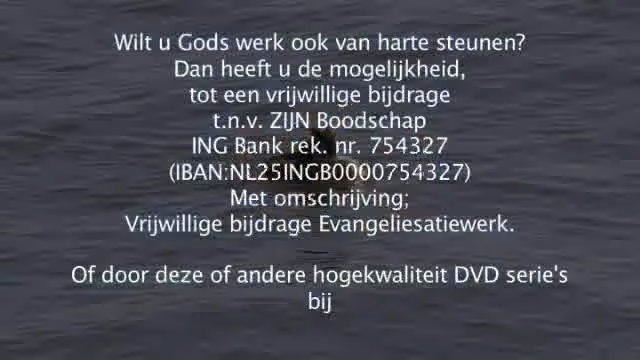 Wilt u Gods werk ook van harte steunen?
Dan heeft u de mogelijkheid,
tot een vrijwillige bijdrage
t.n.v. ZIJN Boodschap
ING Bank rek. nr. 754327
(IBAN:NL25INGB0000754327)
Met omschrijving;
Vrijwillige bijdrage Evangeliesatiewerk.
Of door deze of andere hogekwaliteit DVD serie's
bij